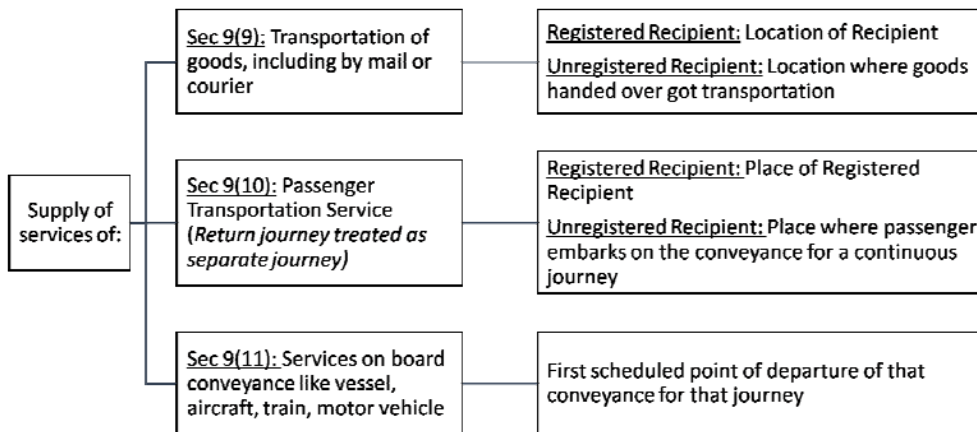 Supply of
services of:
Sec 9(9): Transportation of
goods, including by mail or
courier
Registered Recipient: Location of Recipient
Unregistered Recipient: Location where goods
handed over got transportation
Sec 9(10): Passenger
Transportation Service
(Return journey treated as
separate journey)
Registered Recipient: Place of Registered
Recipient
Unregistered Recipient: Place where passenger
embarks on the conveyance for a continuous
journey
Sec 9(11): Services on board
conveyance like vessel,
aircraft, train, motor vehicle
First scheduled point of departure of that
conveyance for that journey